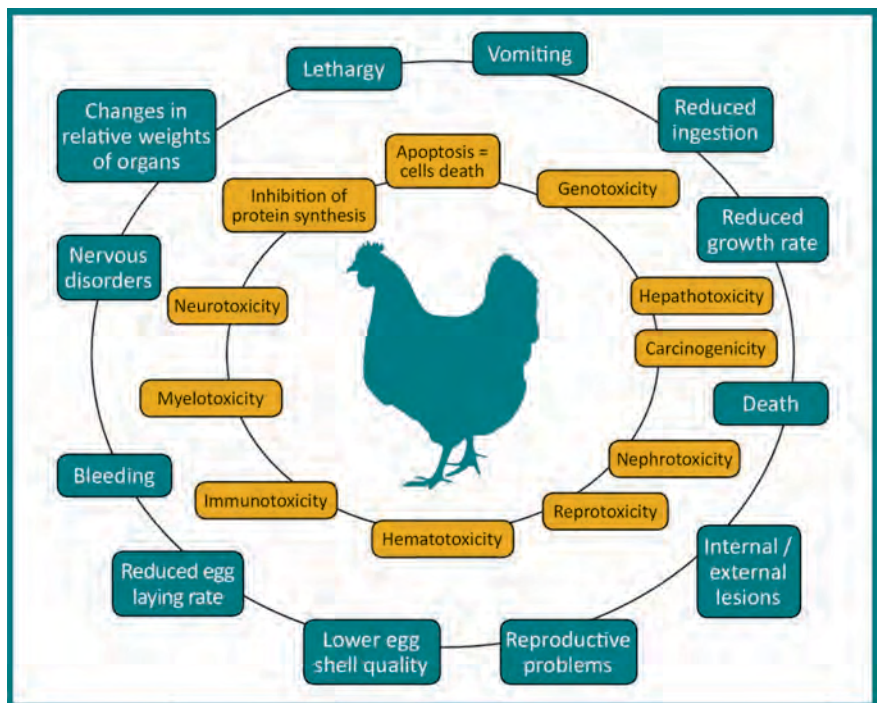 Vomiting
Lethargy
Reduced
ingestion
Changes in
relative weights
of organs
Apoptosis =
cells death
Genotoxicity
Inhibition of
protein synthesis
Reduced
growth rate
Nervous
disorders
Neurotoxicity
Hepathotoxicity
Carcinogenicity
Myelotoxicity
Death
Nephrotoxicity
Bleeding
Immunotoxicity
Reprotoxicity
Hematotoxicity
Internal /
external
lesions
Reduced egg
laying rate
Lower egg
shell quality
Reproductive
problems